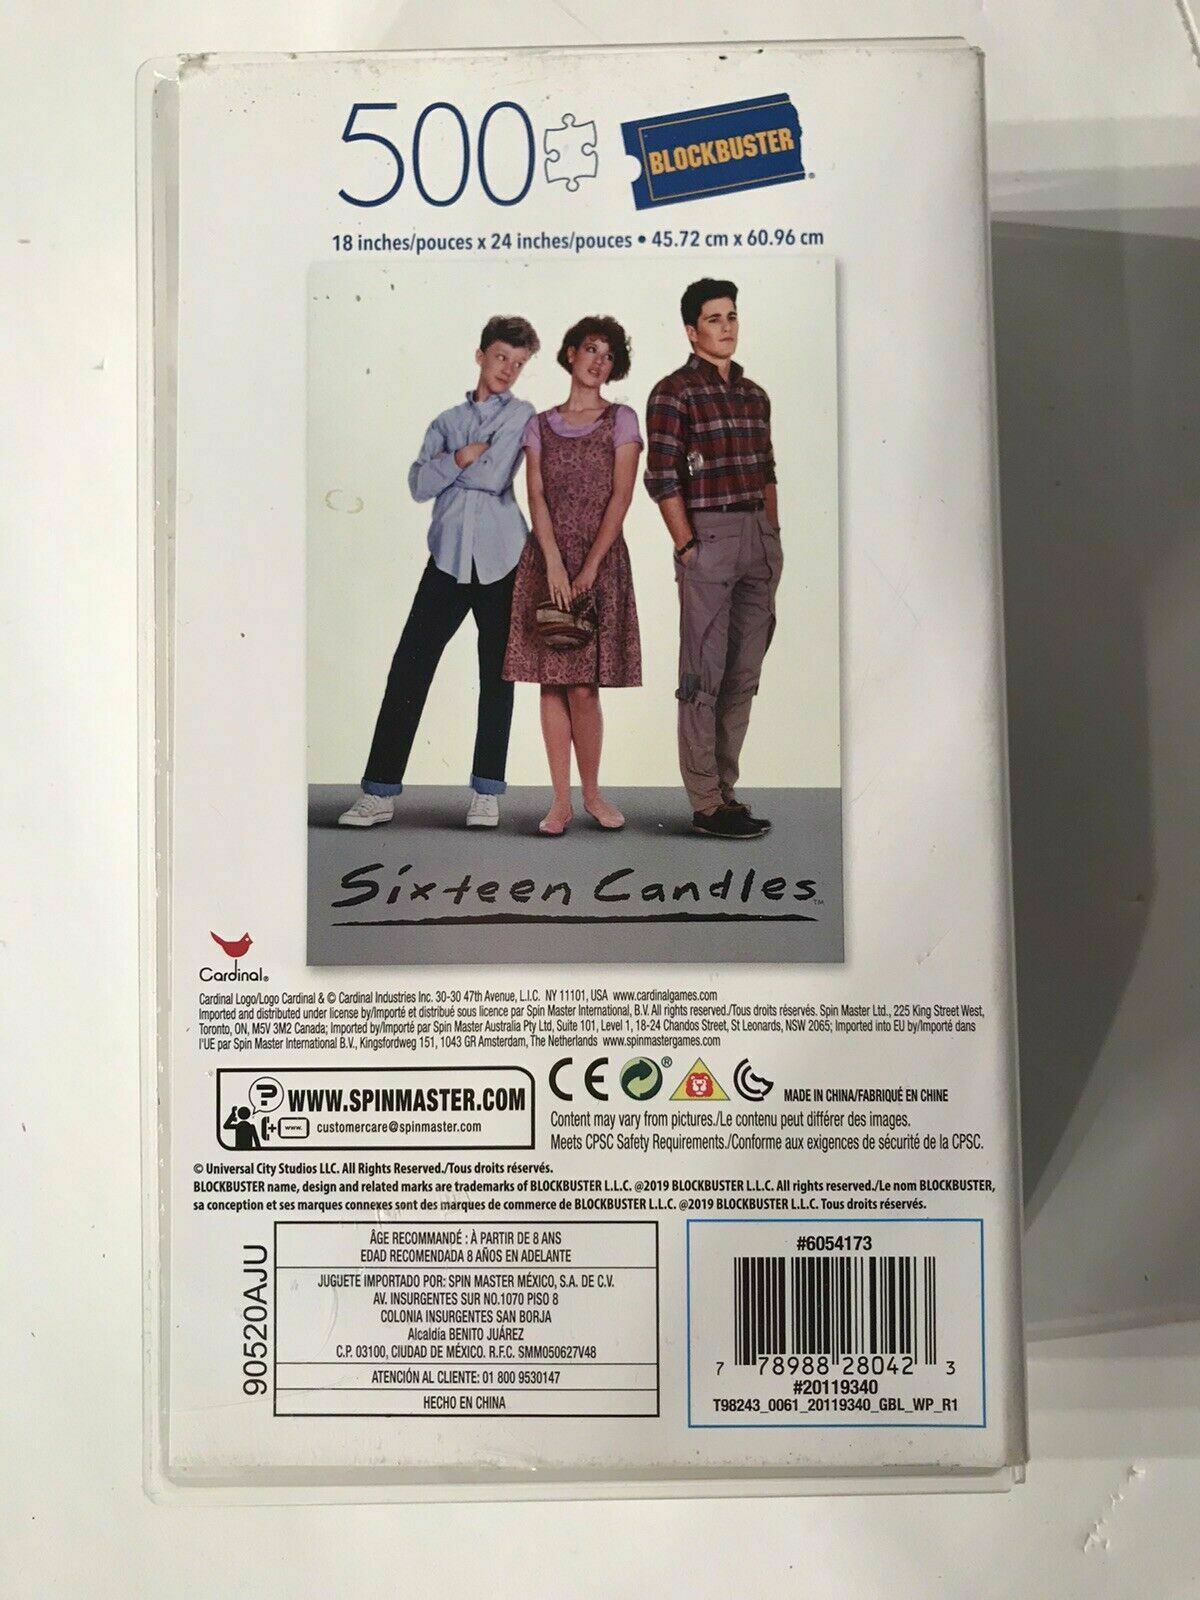 500
BLOCKBUSTER®
18 inches/pouces x 24 inches/pouces • 45.72 cm x 60.96 cm
Sixteen Candles™
Cardinal®
Cardinal Logo/Logo Cardinal & © Cardinal Industries Inc. 30-30 47th Avenue, L.I.C. NY 11101, USA www.cardinalgames.com
Imported and distributed under license by/Importé et distribué sous licence par Spin Master International, B.V. All rights reserved./Tous droits réservés. Spin Master Ltd., 225 King Street West,
Toronto, ON, M5V 3M2 Canada; Imported by/Importé par Spin Master Australia Pty Ltd, Suite 101, Level 1, 18-24 Chandos Street, St Leonards, NSW 2065; Imported into EU by/Importé dans
l'UE par Spin Master International B.V., Kingsfordweg 151, 1043 GR Amsterdam, The Netherlands www.spinmastergames.com
? WWW.SPINMASTER.COM
www. customercare@spinmaster.com
CE ® MADE IN CHINA/FABRIQUÉ EN CHINE
Content may vary from pictures./Le contenu peut différer des images.
Meets CPSC Safety Requirements./Conforme aux exigences de sécurité de la CPSC.
© Universal City Studios LLC. All Rights Reserved./Tous droits réservés.
BLOCKBUSTER name, design and related marks are trademarks of BLOCKBUSTER L.L.C. @2019 BLOCKBUSTER L.L.C. All rights reserved./Le nom BLOCKBUSTER,
sa conception et ses marques connexes sont des marques de commerce de BLOCKBUSTER L.L.C. @2019 BLOCKBUSTER L.L.C. Tous droits réservés.
90520AJU
ÂGE RECOMMANDÉ : À PARTIR DE 8 ANS
EDAD RECOMENDADA 8 AÑOS EN ADELANTE
JUGUETE IMPORTADO POR: SPIN MASTER MÉXICO, S.A. DE C.V.
AV. INSURGENTES SUR NO.1070 PISO 8
COLONIA INSURGENTES SAN BORJA
Alcaldía BENITO JUÁREZ
C.P. 03100, CIUDAD DE MÉXICO. R.F.C. SMM050627V48
ATENCIÓN AL CLIENTE: 01 800 9530147
HECHO EN CHINA
#6054173
7 78988 28042 3
#20119340
T98243_0061_20119340_GBL_WP_R1